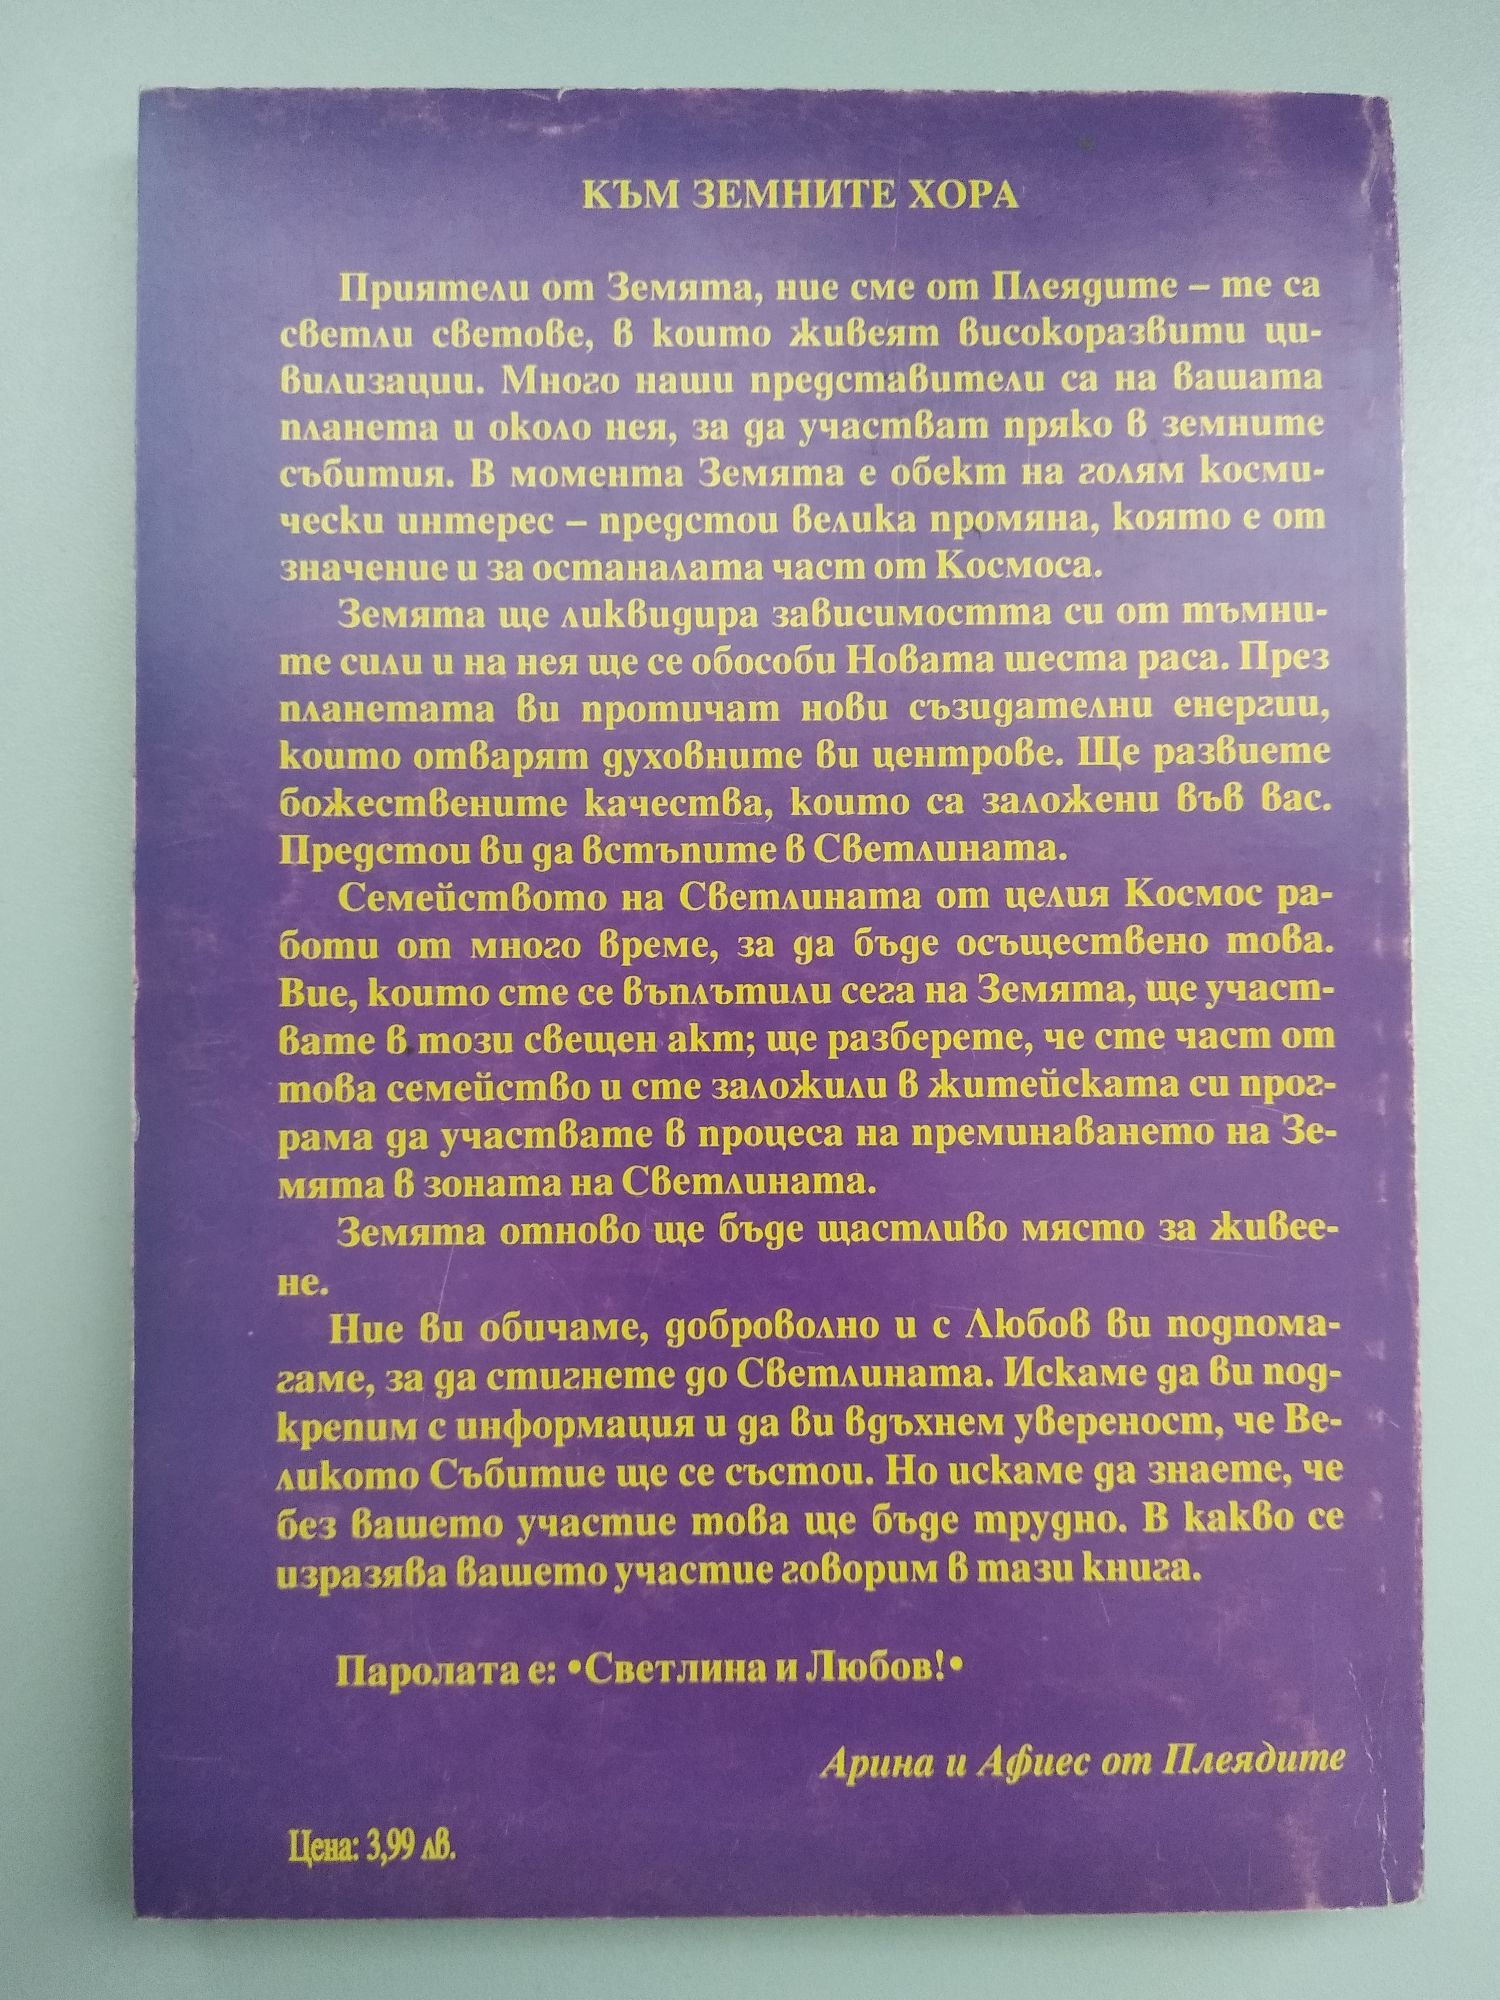 КЪМ ЗЕМНИТЕ ХОРА
Приятели от Земята, ние сме от Плеядите – те са
светли светове, в които живеят високоразвити ци-
вилизации. Много наши представители са на вашата
планета и около нея, за да участват пряко в земните
събития. В момента Земята е обект на голям косми-
чески интерес – предстои велика промяна, която е от
значение и за останалата част от Космоса.
Земята ще ликвидира зависимостта си от тъмни-
те сили и на нея ще се обособи Новата шеста раса. През
планетата ви протичат нови съзидателни енергии,
които отварят духовните ви центрове. Ще развиете
божествените качества, които са заложени във вас.
Предстои ви да встъпите в Светлината.
Семейството на Светлината от целия Космос ра-
боти от много време, за да бъде осъществено това.
Вие, които сте се въплътили сега на Земята, ще участ-
вате в този свещен акт; ще разберете, че сте част от
това семейство и сте заложили в житейската си прог-
рама да участвате в процеса на преминаването на Зе-
мята в зоната на Светлината.
Земята отново ще бъде щастливо място за живее-
не.
Ние ви обичаме, доброволно и с Любов ви подпома-
гаме, за да стигнете до Светлината. Искаме да ви под-
крепим с информация и да ви вдъхнем увереност, че Ве-
ликото Събитие ще се състои. Но искаме да знаете, че
без вашето участие това ще бъде трудно. В какво се
изразява вашето участие говорим в тази книга.
Паролата е: •Светлина и Любов!•
Арина и Афиес от Плеядите
Цена: 3,99 лв.